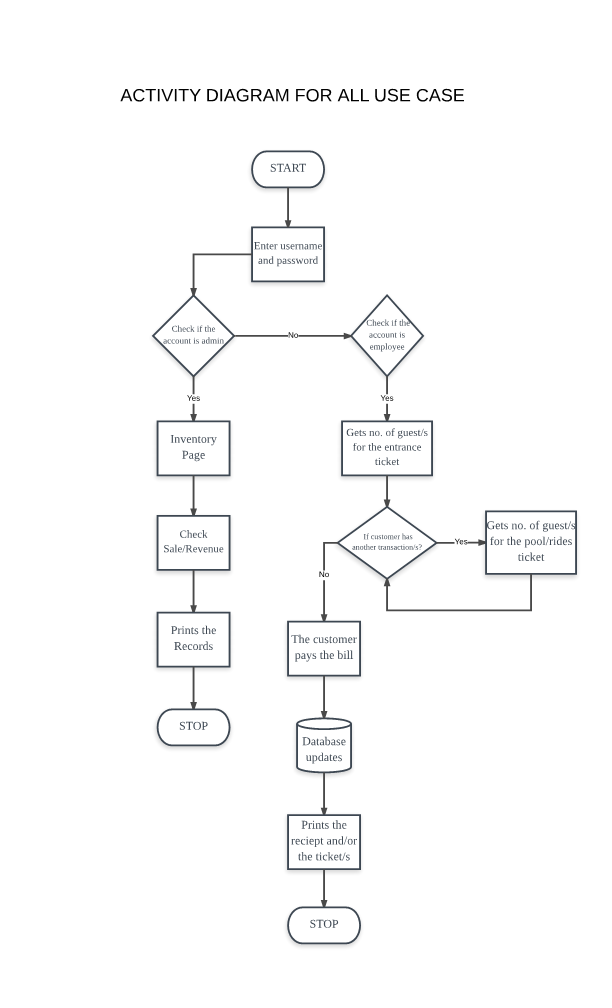 ACTIVITY DIAGRAM FOR ALL USE CASE
START
Enter username
and password
Check if the
account is admin
No
Check if the
account is
employee
Yes
Yes
Inventory
Page
Gets no. of guest/s
for the entrance
ticket
Check
Sale/Revenue
If customer has
another transaction/s?
Yes
Gets no. of guest/s
for the pool/rides
ticket
No
Prints the
Records
The customer
pays the bill
STOP
Database
updates
Prints the
reciept and/or
the ticket/s
STOP